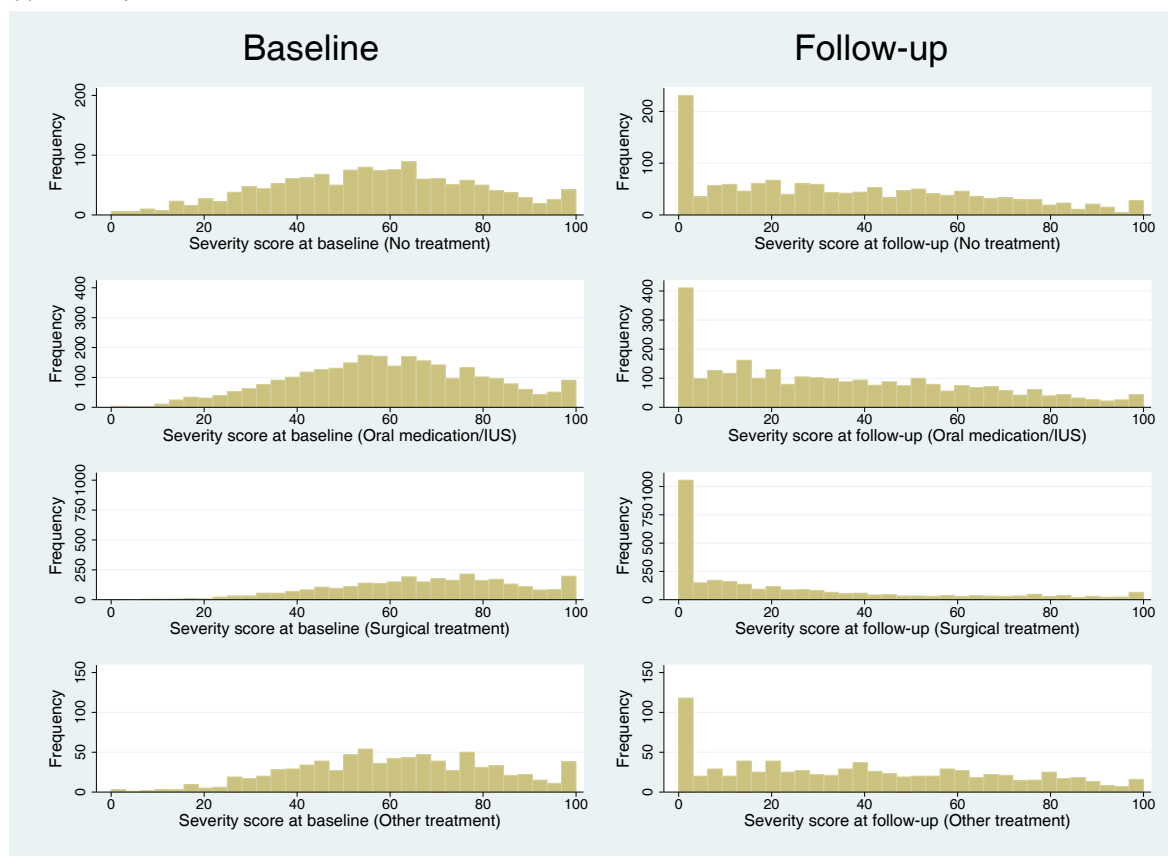 Baseline
Follow-up
Frequency
0 100 200
0 20 40 60 80 100
Severity score at baseline (No treatment)
Frequency
0 100 200
0 20 40 60 80 100
Severity score at follow-up (No treatment)
Frequency
0 100 200 300 400
0 20 40 60 80 100
Severity score at baseline (Oral medication/IUS)
Frequency
0 100 200 300 400
0 20 40 60 80 100
Severity score at follow-up (Oral medication/IUS)
Frequency
0 250 500 750 1000
0 20 40 60 80 100
Severity score at baseline (Surgical treatment)
Frequency
0 250 500 750 1000
0 20 40 60 80 100
Severity score at follow-up (Surgical treatment)
Frequency
0 50 100 150
0 20 40 60 80 100
Severity score at baseline (Other treatment)
Frequency
0 50 100 150
0 20 40 60 80 100
Severity score at follow-up (Other treatment)